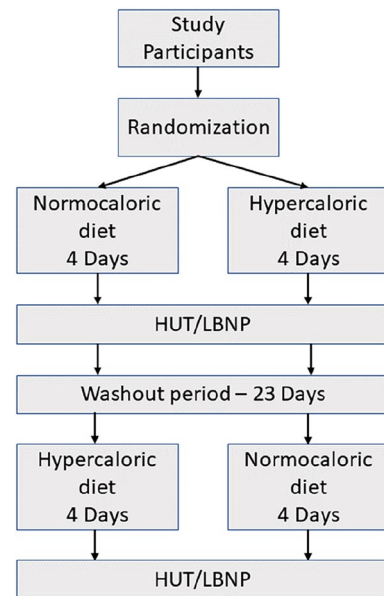 Study
Participants
Randomization
Normocaloric
diet
4 Days
Hypercaloric
diet
4 Days
HUT/LBNP
Washout period – 23 Days
Hypercaloric
diet
4 Days
Normocaloric
diet
4 Days
HUT/LBNP